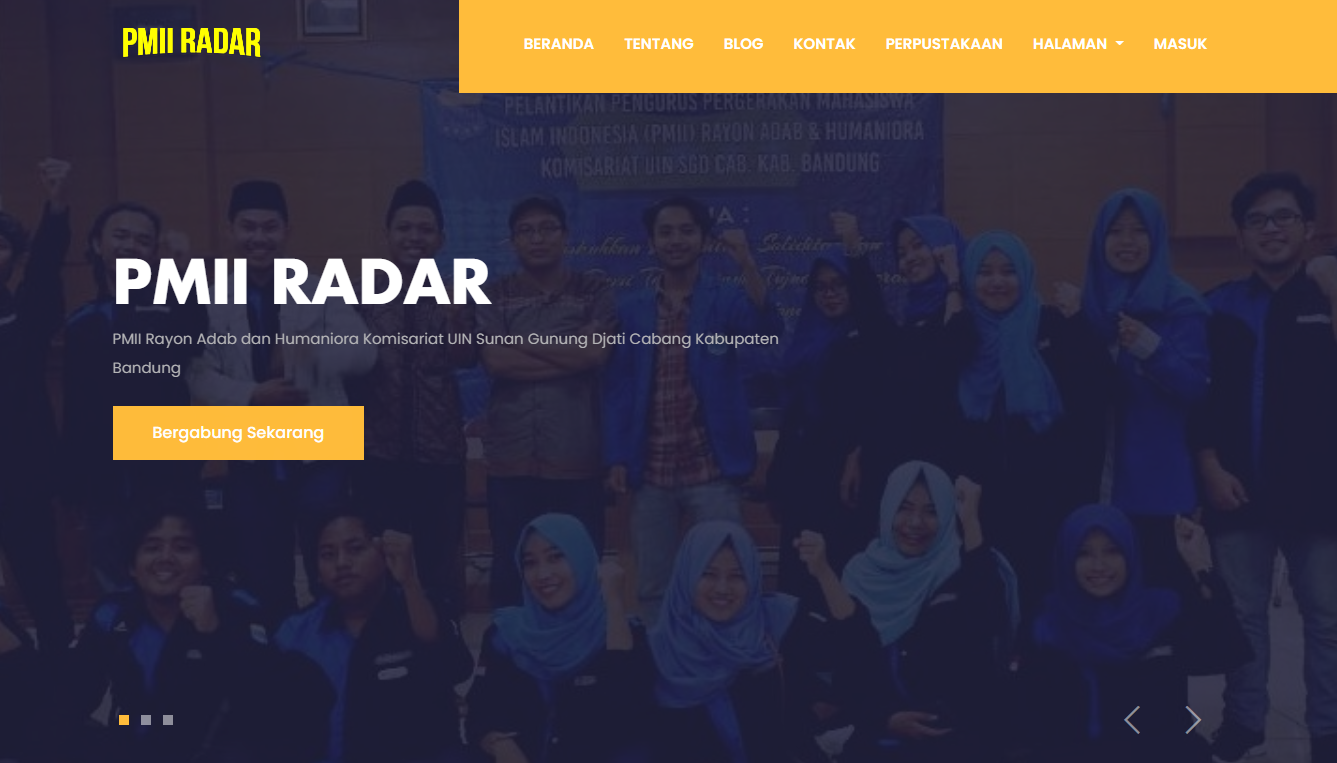 PMII RADAR
BERANDA TENTANG BLOG KONTAK PERPUSTAKAAN HALAMAN MASUK
PELANTIKAN PENGURUS PERGERAKAN MAHASISWA
ISLAM INDONESIA (PMII) RAYON ADAB & HUMANIORA
KOMISARIAT UIN SGD CAB. KAB. BANDUNG
PMII RADAR
PMII Rayon Adab dan Humaniora Komisariat UIN Sunan Gunung Djati Cabang Kabupaten
Bandung
Bergabung Sekarang